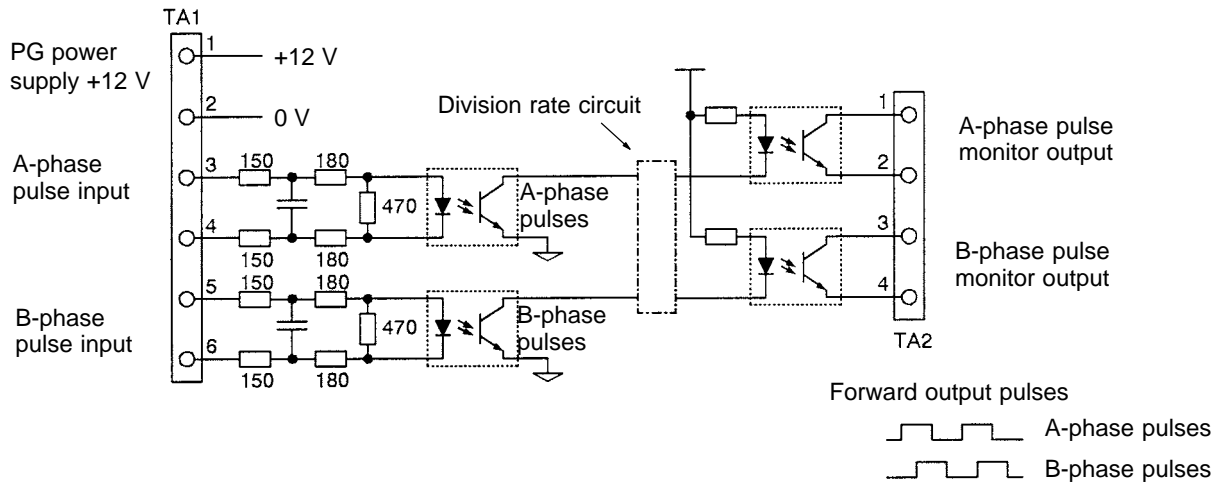 TA1
PG power
supply +12 V
1
+12 V
2
0 V
A-phase
pulse input
3
150
180
470
A-phase
pulses
4
150
180
B-phase
pulse input
5
150
180
470
B-phase
pulses
6
150
180
Division rate circuit
1
A-phase pulse
monitor output
2
3
B-phase pulse
monitor output
4
TA2
Forward output pulses
A-phase pulses
B-phase pulses